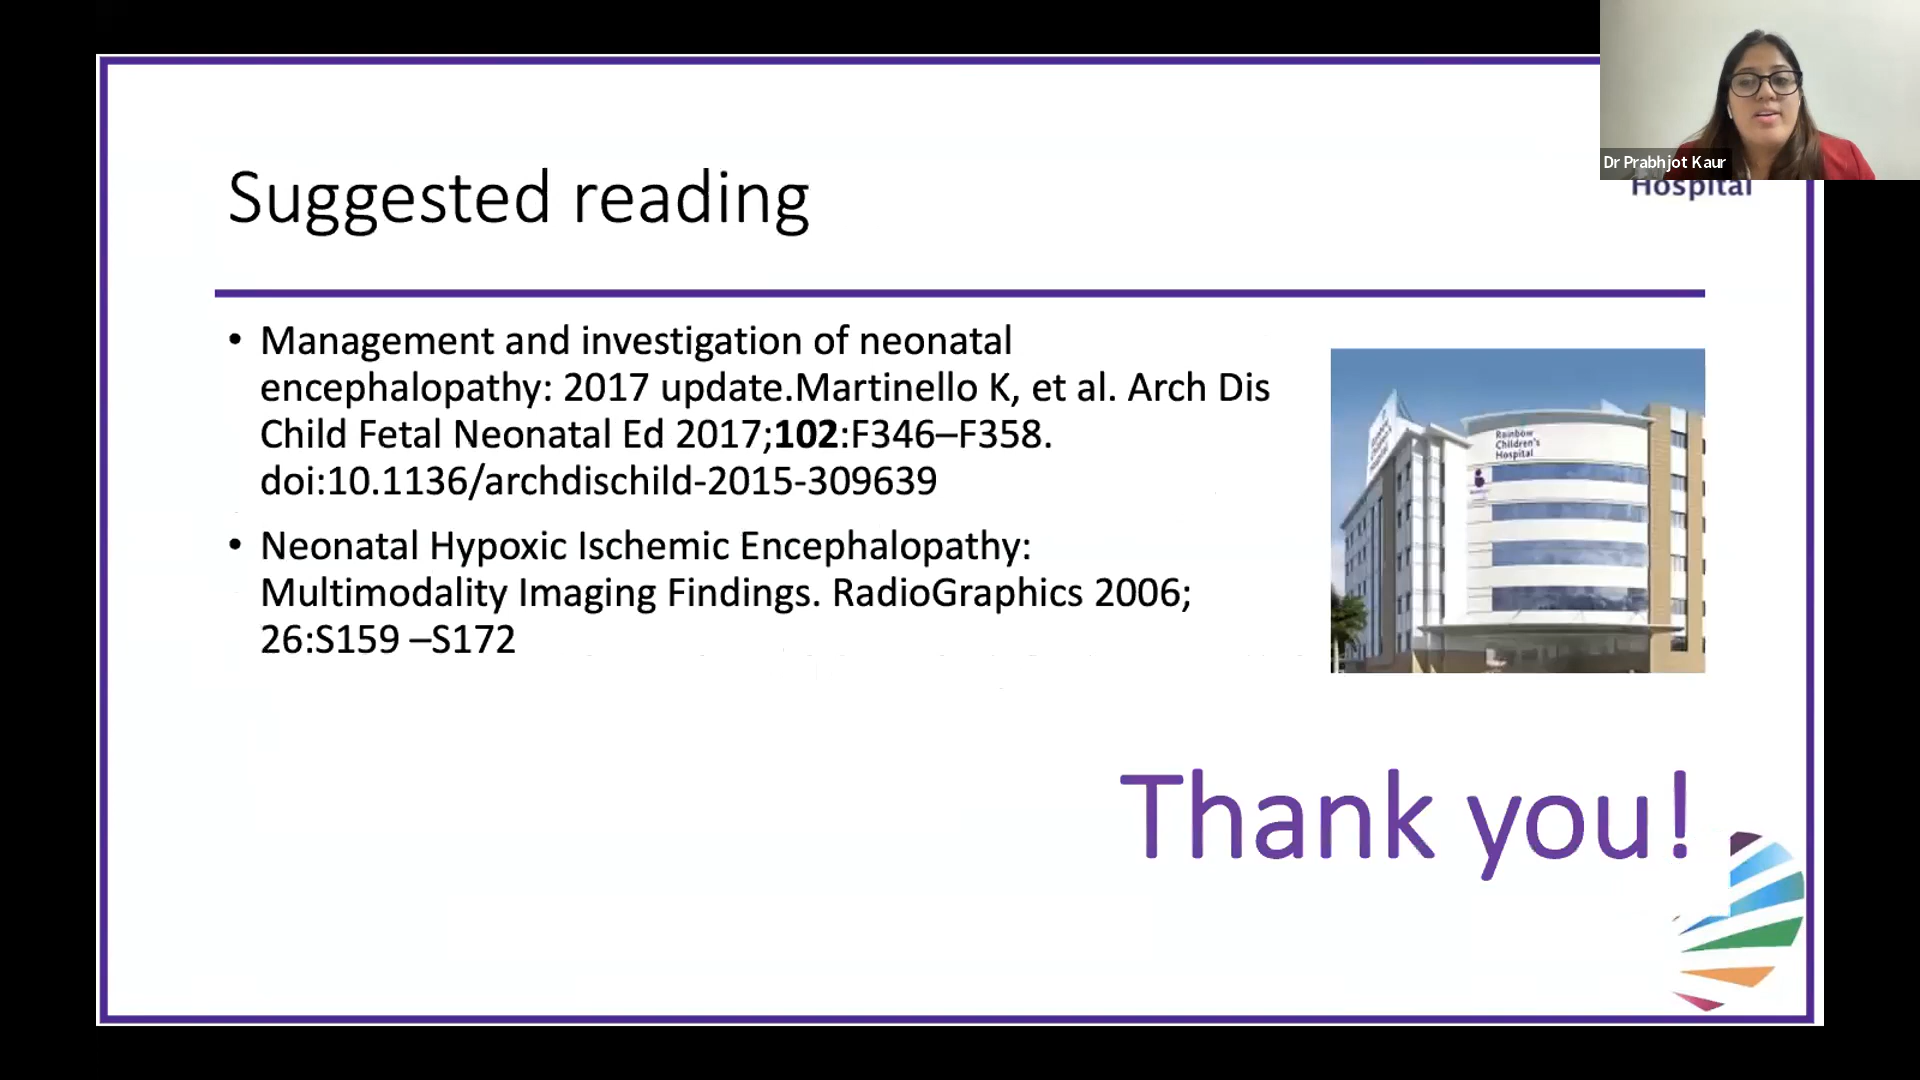 Dr Prabhjot Kaur
Hospital
Suggested reading
• Management and investigation of neonatal
encephalopathy: 2017 update.Martinello K, et al. Arch Dis
Child Fetal Neonatal Ed 2017;102:F346–F358.
doi:10.1136/archdischild-2015-309639
• Neonatal Hypoxic Ischemic Encephalopathy:
Multimodality Imaging Findings. RadioGraphics 2006;
26:S159 –S172
Rainbow
Children's
Hospital
Thank you!